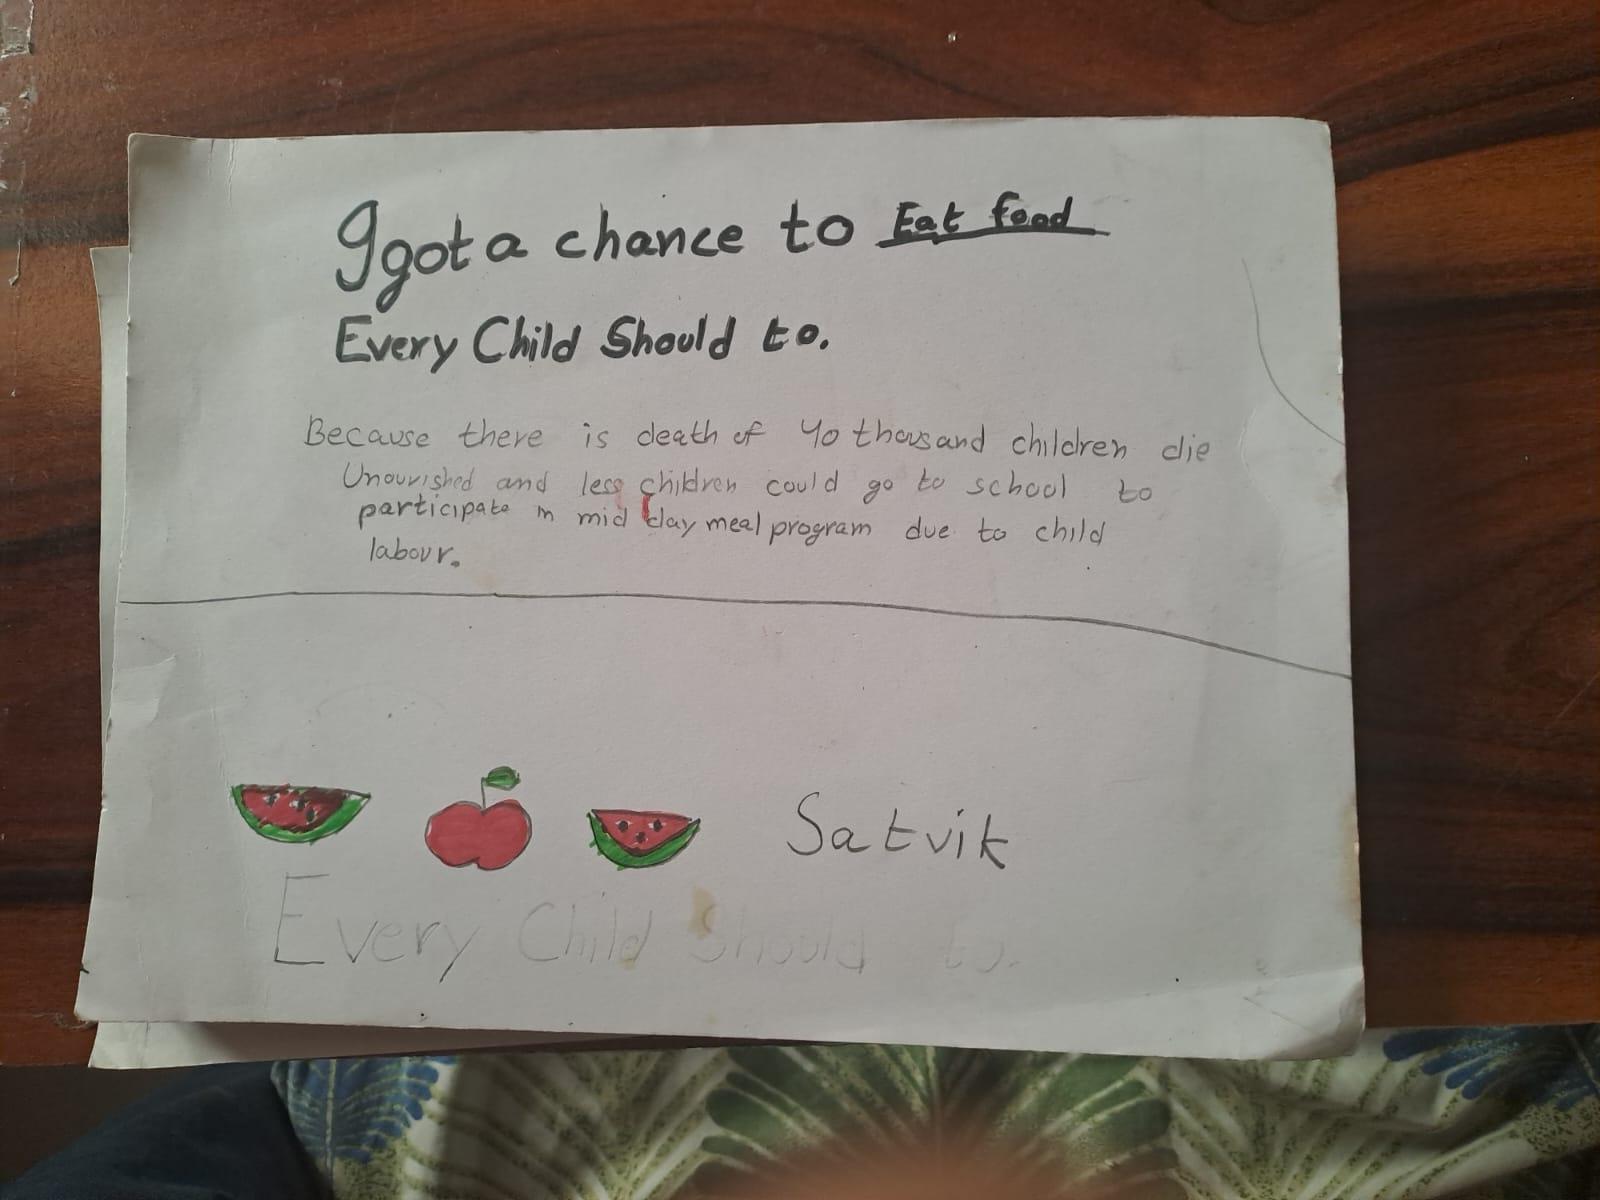 I got a chance to Eat food
Every Child Should to.
Because there is death of 40 thousand children die
Unourished and less children could go to school to
participate in mid day meal program due to child
labour.
Satvik
Every Child Should to.